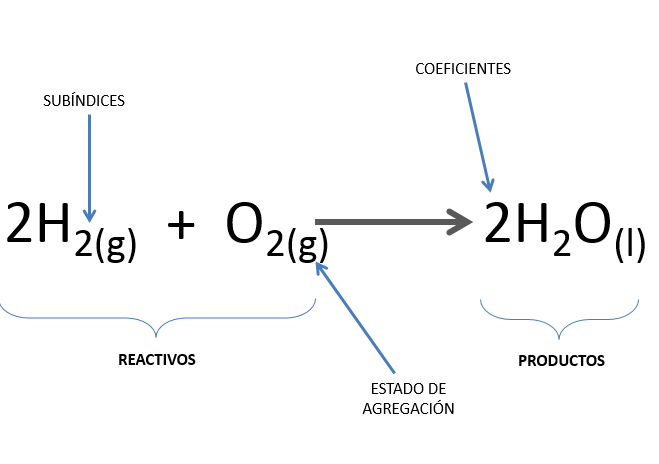 COEFICIENTES
SUBÍNDICES
2H₂(g) + O₂(g) → 2H₂O(l)
REACTIVOS
PRODUCTOS
ESTADO DE
AGREGACIÓN